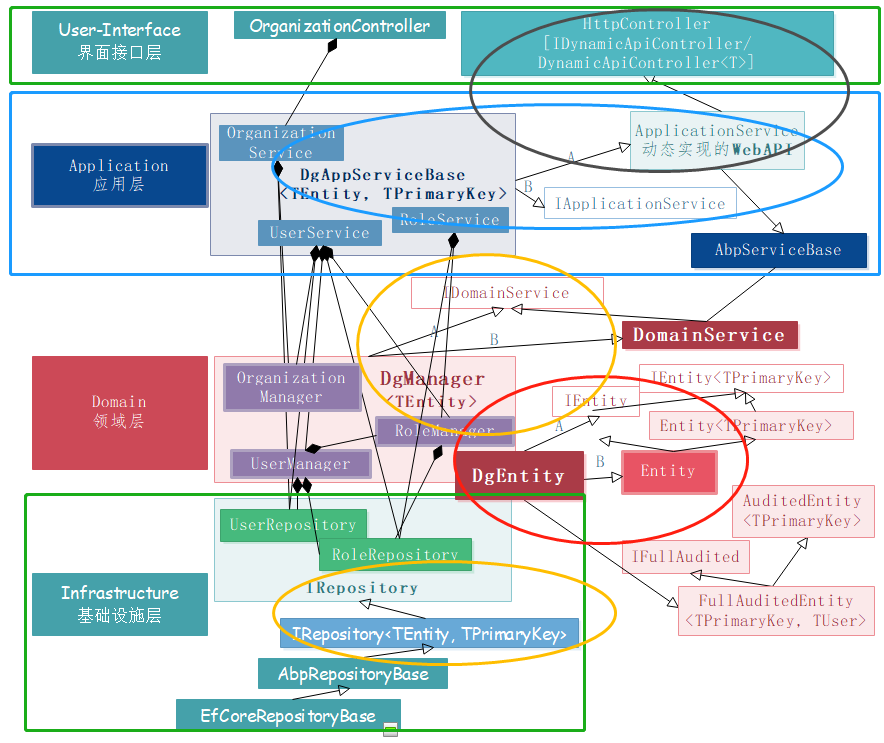 User-Interface
界面接口层
OrganizationController
HttpController
[IDynamicApiController/
DynamicApiController<T>]
Application
应用层
Organization
Service
DgAppServiceBase
<TEntity, TPrimaryKey>
UserService
RoleService
A
B
ApplicationService
动态实现的WebAPI
IApplicationService
AbpServiceBase
IDomainService
A
B
DomainService
Domain
领域层
Organization
Manager
DgManager
<TEntity>
RoleManager
UserManager
IEntity<TPrimaryKey>
IEntity
A
Entity<TPrimaryKey>
DgEntity
B
Entity
AuditedEntity
<TPrimaryKey>
IFullAudited
FullAuditedEntity
<TPrimaryKey, TUser>
Infrastructure
基础设施层
UserRepository
RoleRepository
IRepository
IRepository<TEntity, TPrimaryKey>
AbpRepositoryBase
EfCoreRepositoryBase